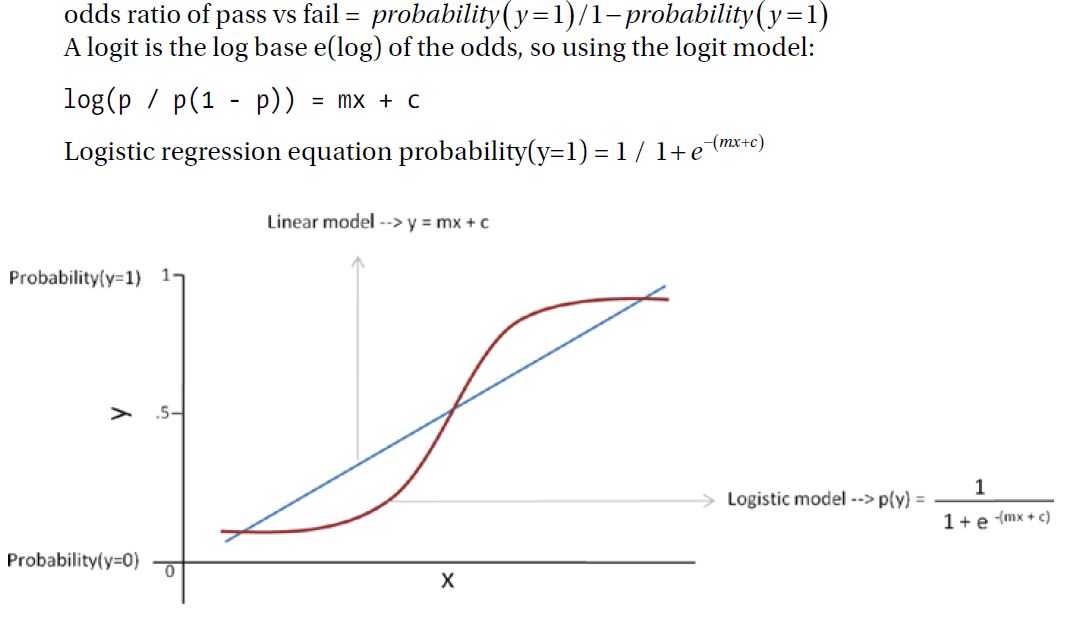 odds ratio of pass vs fail = probability(y=1)/1−probability(y=1)
A logit is the log base e(log) of the odds, so using the logit model:
log(p / p(1 - p)) = mx + c
Logistic regression equation probability(y=1) = 1 / 1+e^-(mx+c)
Linear model --> y = mx + c
Probability(y=1) 1
Y .5
Logistic model --> p(y) = 1
1 + e -(mx + c)
Probability(y=0) 0
X